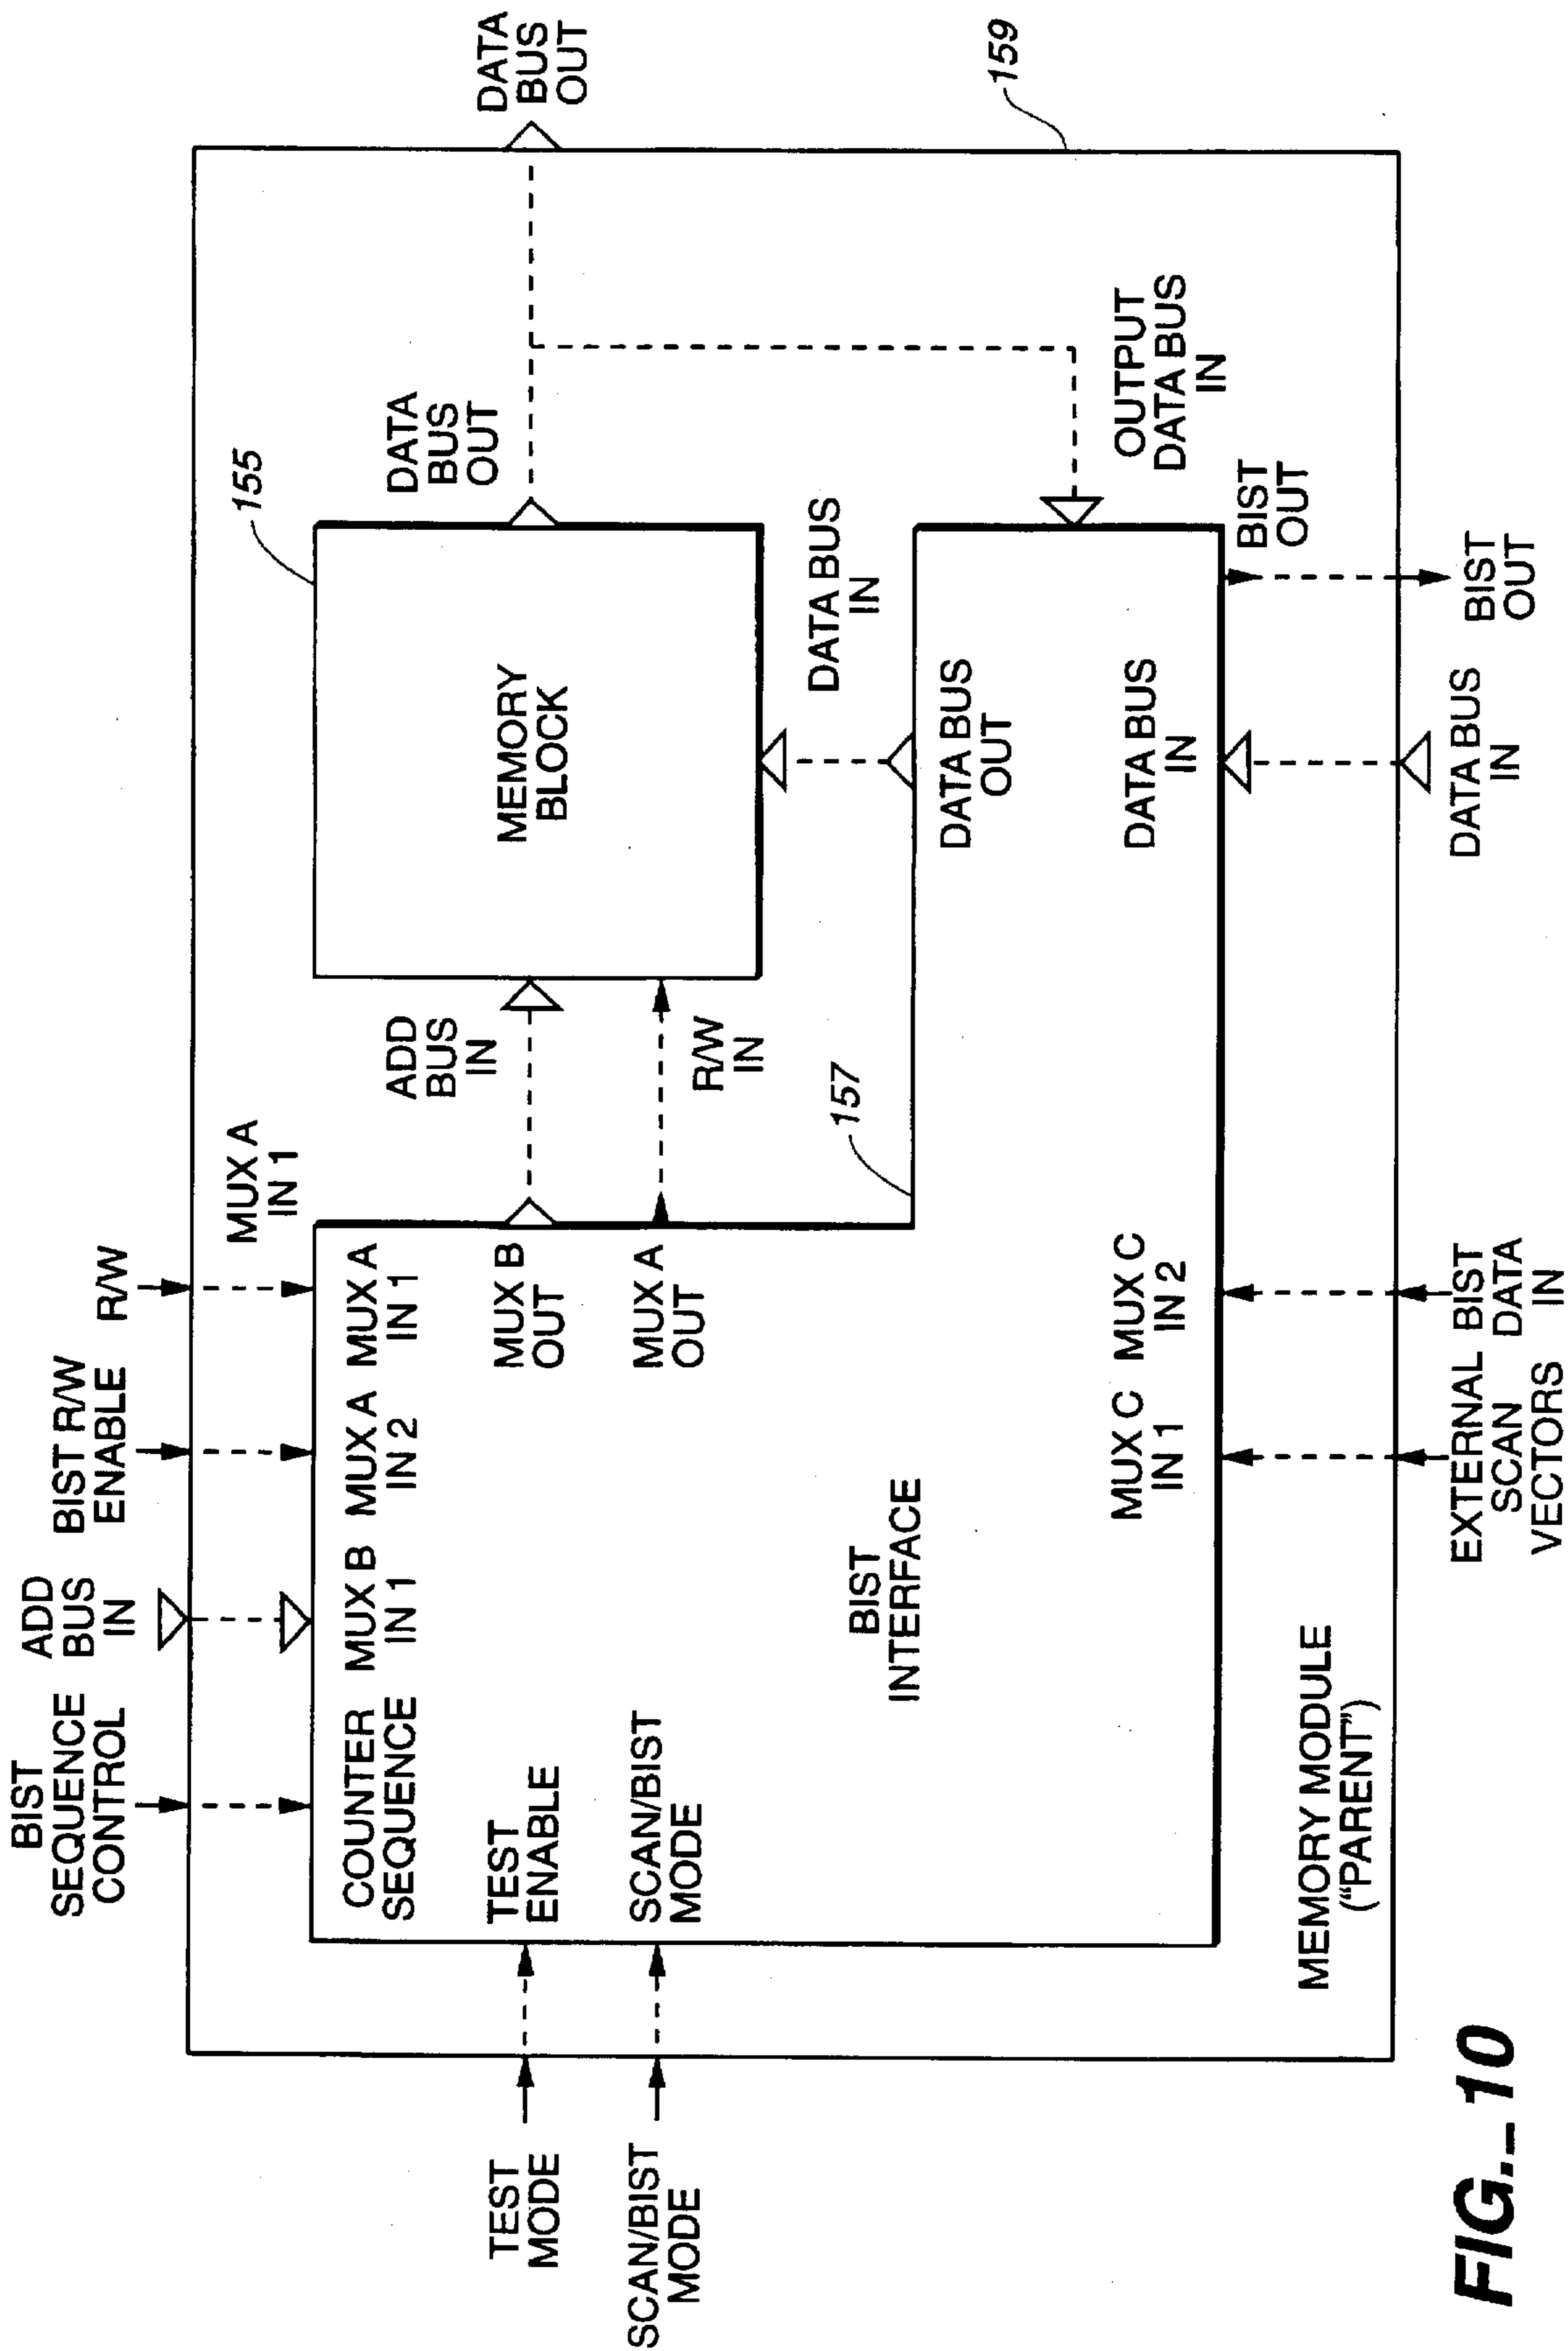 BIST
SEQUENCE
CONTROL
ADD
BUS
IN
BIST R/W
ENABLE
R/W
MUX A
IN 1
COUNTER
SEQUENCE
MUX B
IN 1
MUX A
IN 2
MUX A
IN 1
TEST
MODE
TEST
ENABLE
SCAN/BIST
MODE
SCAN/BIST
MODE
MUX B
OUT
MUX A
OUT
ADD
BUS
IN
R/W
IN
155
MEMORY
BLOCK
DATA
BUS
OUT
DATA
BUS
OUT
159
DATA BUS
IN
157
BIST
INTERFACE
DATA BUS
OUT
OUTPUT
DATA BUS
IN
MUX C
IN 1
MUX C
IN 2
DATA BUS
IN
BIST
OUT
MEMORY MODULE
("PARENT")
EXTERNAL
SCAN
VECTORS
BIST
DATA
IN
DATA BUS
IN
BIST
OUT
FIG._10